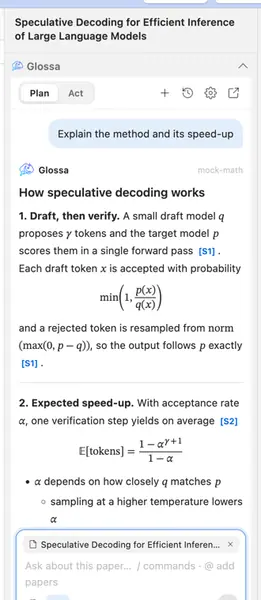 Speculative Decoding for Efficient Inference
of Large Language Models
Glossa
Plan Act
Explain the method and its speed-up
Glossa mock-math
How speculative decoding works
1. Draft, then verify. A small draft model q
proposes γ tokens and the target model p
scores them in a single forward pass [S1] .
Each draft token x is accepted with probability
min(1, p(x)/q(x))
and a rejected token is resampled from norm
(max(0, p − q)), so the output follows p exactly
[S1] .
2. Expected speed-up. With acceptance rate
α, one verification step yields on average [S2]
𝔼[tokens] = (1 − α^(γ+1))/(1 − α)
• α depends on how closely q matches p
◦ sampling at a higher temperature lowers
α
Speculative Decoding for Efficient Inferen... ×
Ask about this paper... / commands · @ add
papers